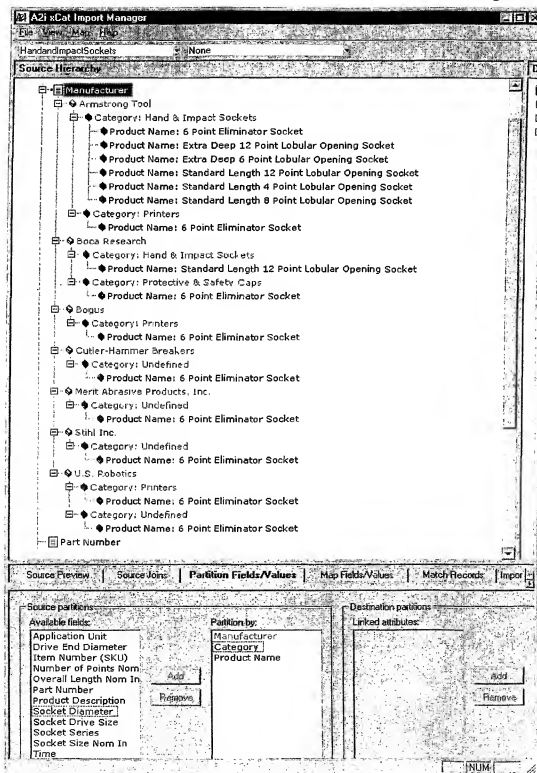 A2i xCat Import Manager
File View Map Help
HandandImpactSockets None
Source Hierarchy
Manufacturer
Armstrong Tool
Category: Hand & Impact Sockets
Product Name: 6 Point Eliminator Socket
Product Name: Extra Deep 12 Point Lobular Opening Socket
Product Name: Extra Deep 6 Point Lobular Opening Socket
Product Name: Standard Length 12 Point Lobular Opening Socket
Product Name: Standard Length 4 Point Lobular Opening Socket
Product Name: Standard Length 8 Point Lobular Opening Socket
Category: Printers
Product Name: 6 Point Eliminator Socket
Boca Research
Category: Hand & Impact Sockets
Product Name: Standard Length 12 Point Lobular Opening Socket
Category: Protective & Safety Caps
Product Name: 6 Point Eliminator Socket
Bogus
Category: Printers
Product Name: 6 Point Eliminator Socket
Cutler-Hammer Breakers
Category: Undefined
Product Name: 6 Point Eliminator Socket
Merit Abrasive Products, Inc.
Category: Undefined
Product Name: 6 Point Eliminator Socket
Stihl Inc.
Category: Undefined
Product Name: 6 Point Eliminator Socket
U.S. Robotics
Category: Printers
Product Name: 6 Point Eliminator Socket
Category: Undefined
Product Name: 6 Point Eliminator Socket
Part Number
Source Preview Source Joins Partition Fields/Values Map Fields/Values Match Records Impor
Source partitions Destination partitions
Available fields: Partition by: Linked attributes:
Application Unit Manufacturer
Drive End Diameter Category
Item Number (SKU) Product Name
Number of Points Nom
Overall Length Nom In Add Add
Part Number
Product Description Remove Remove
Socket Diameter
Socket Drive Size
Socket Series
Socket Size Nom In
Time
NUM